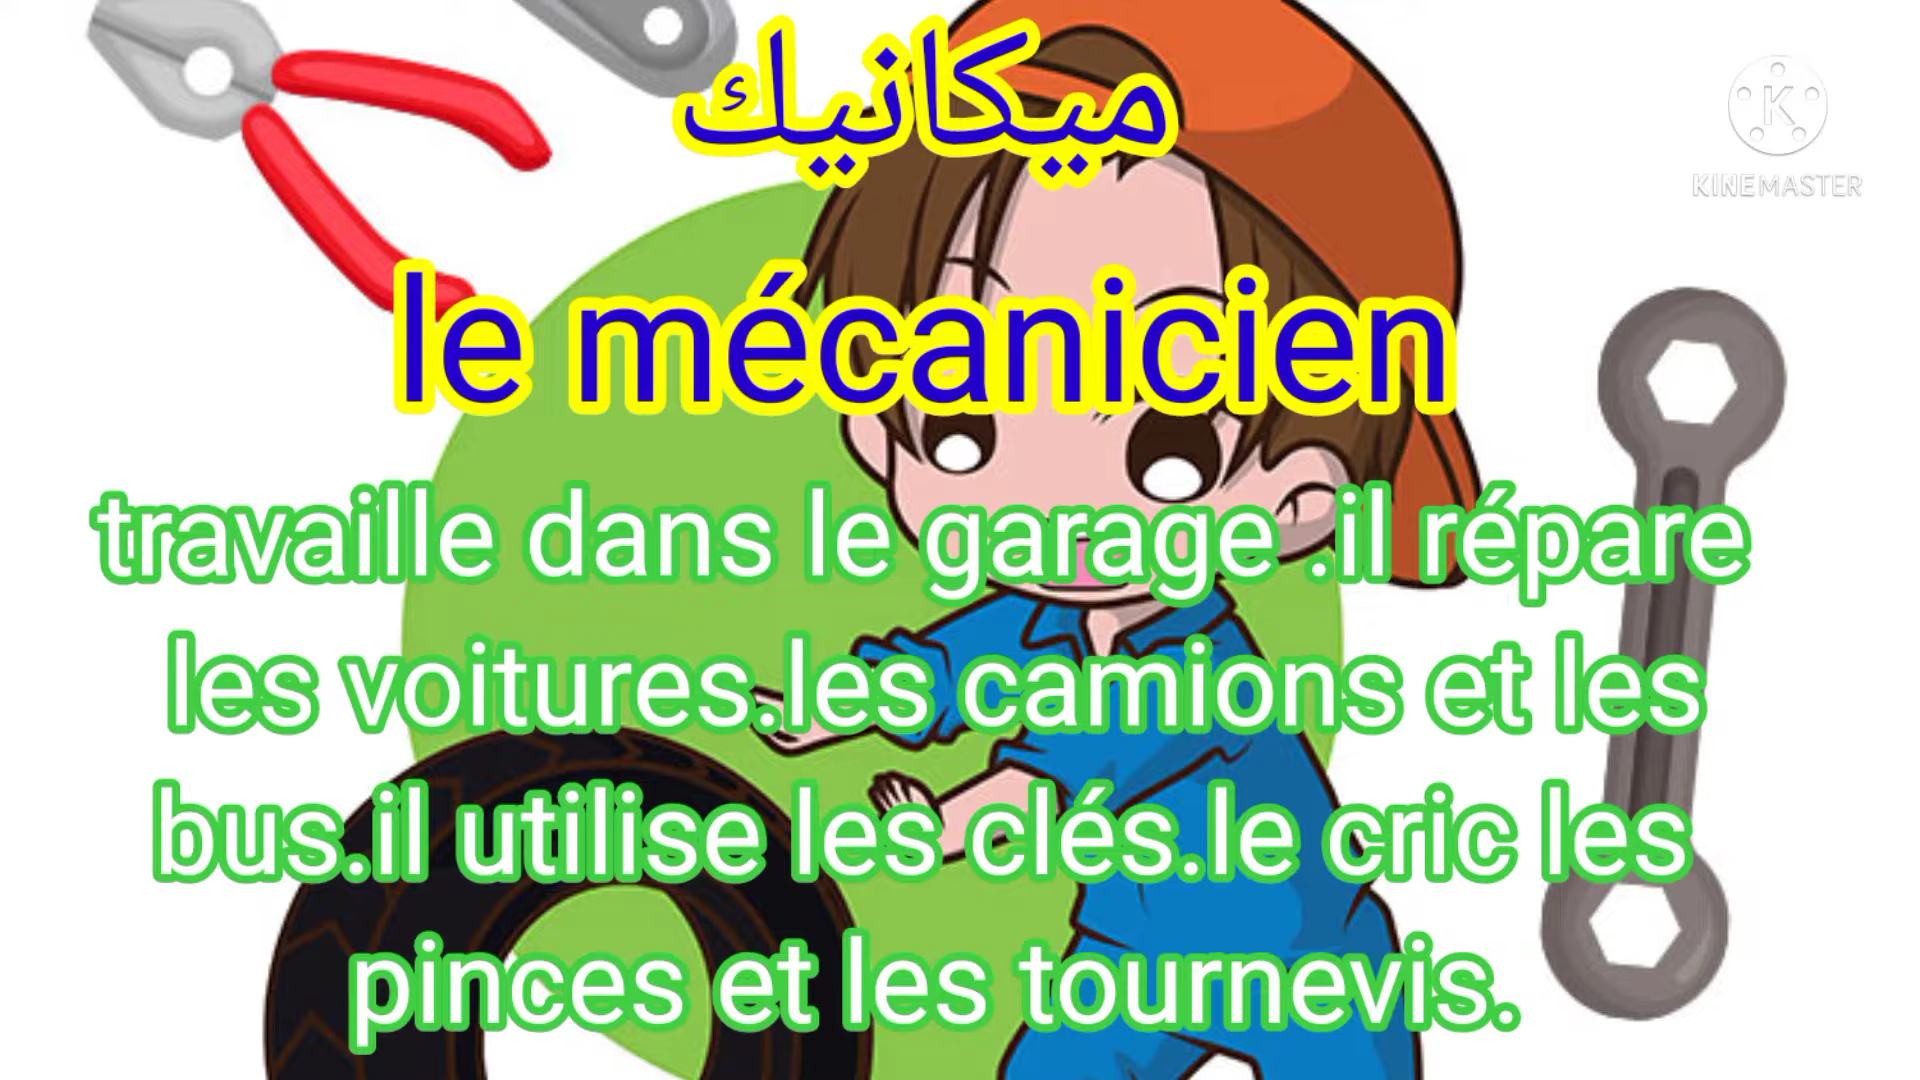 ميكانيك
K
KINEMASTER
le mécanicien
travaille dans le garage .il répare
les voitures.les camions et les
bus.il utilise les clés.le cric les
pinces et les tournevis.